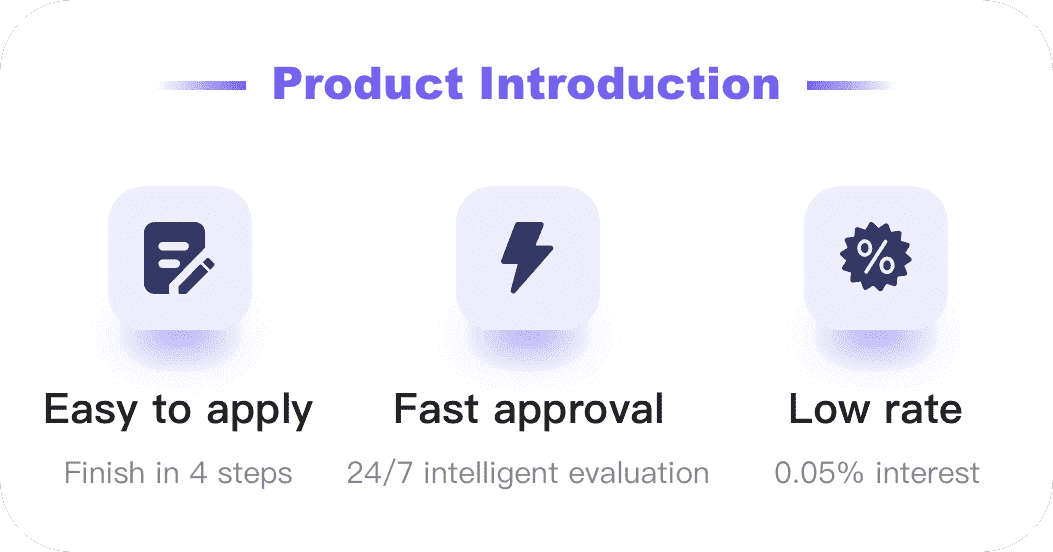 Product Introduction
Easy to apply
Fast approval
Low rate
Finish in 4 steps
24/7 intelligent evaluation
0.05% interest